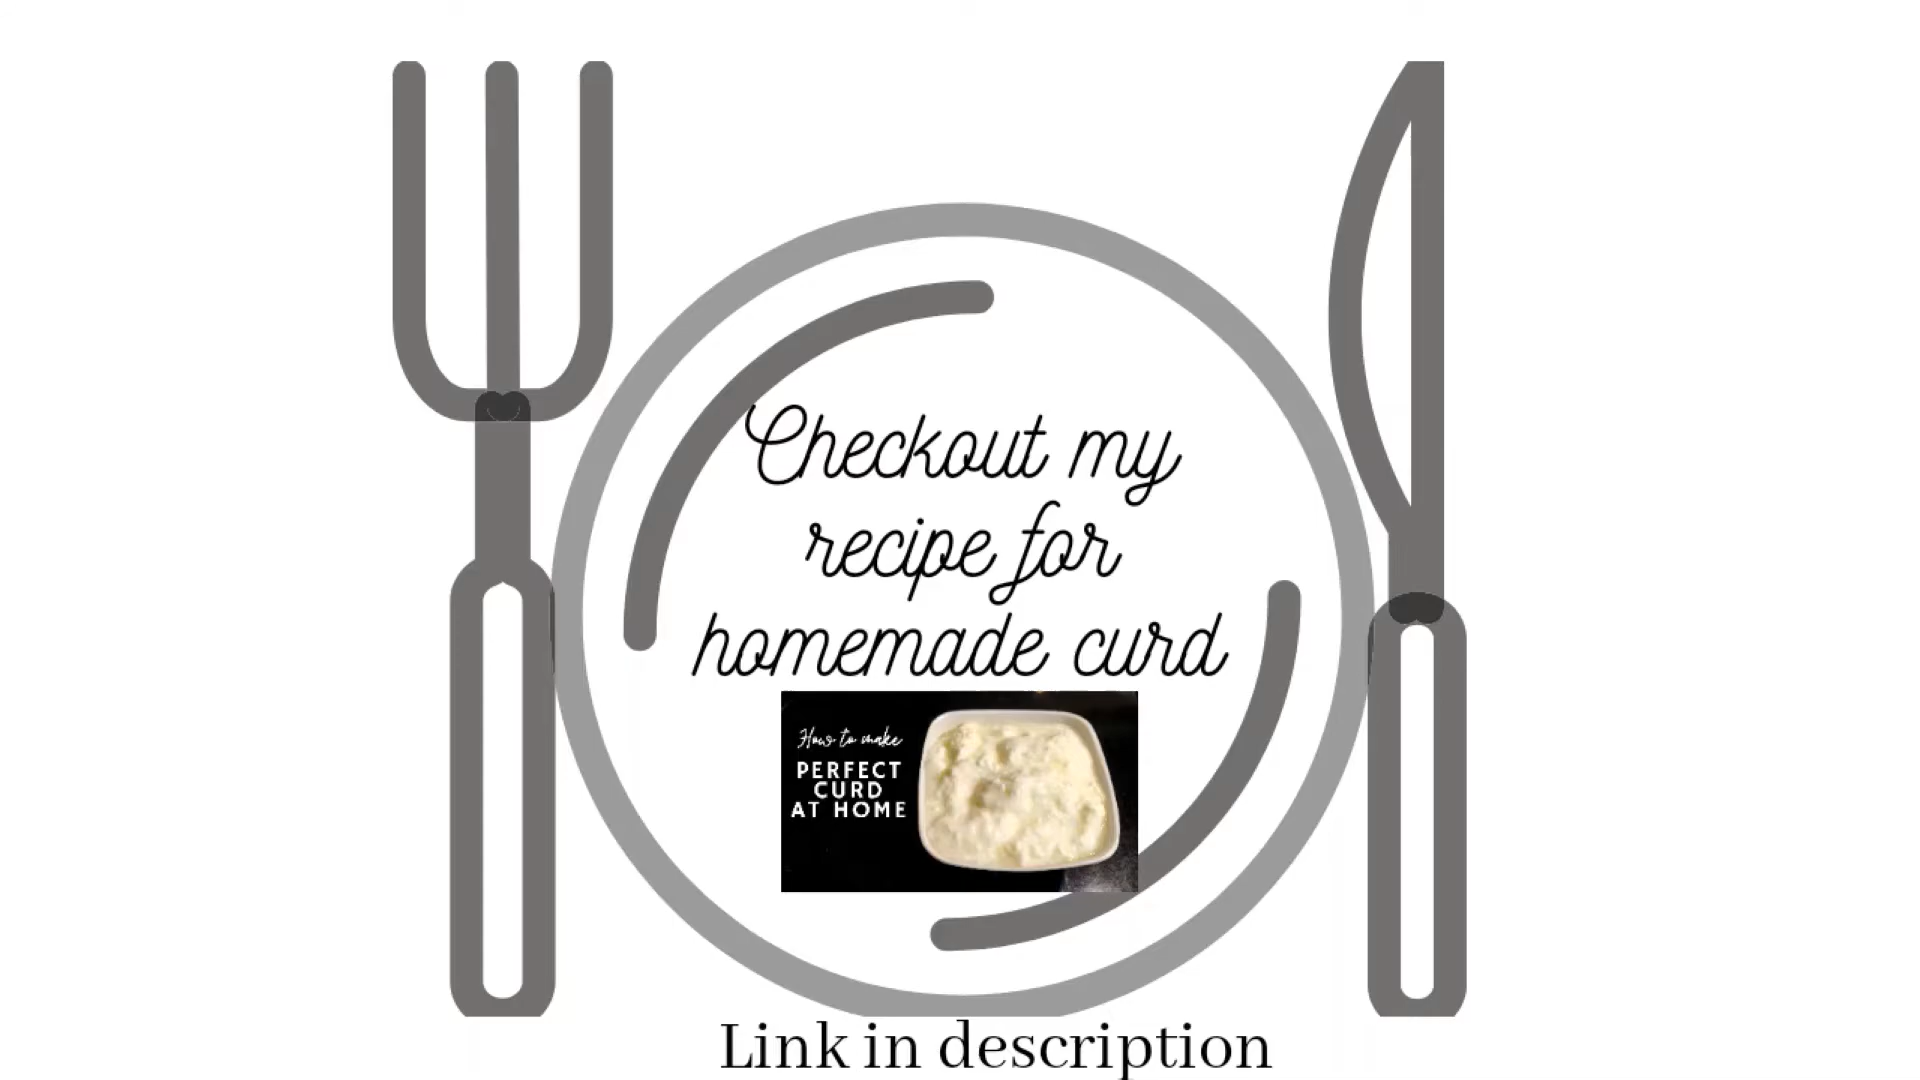 Checkout my
recipe for
homemade curd
How to make
PERFECT
CURD
AT HOME
Link in description